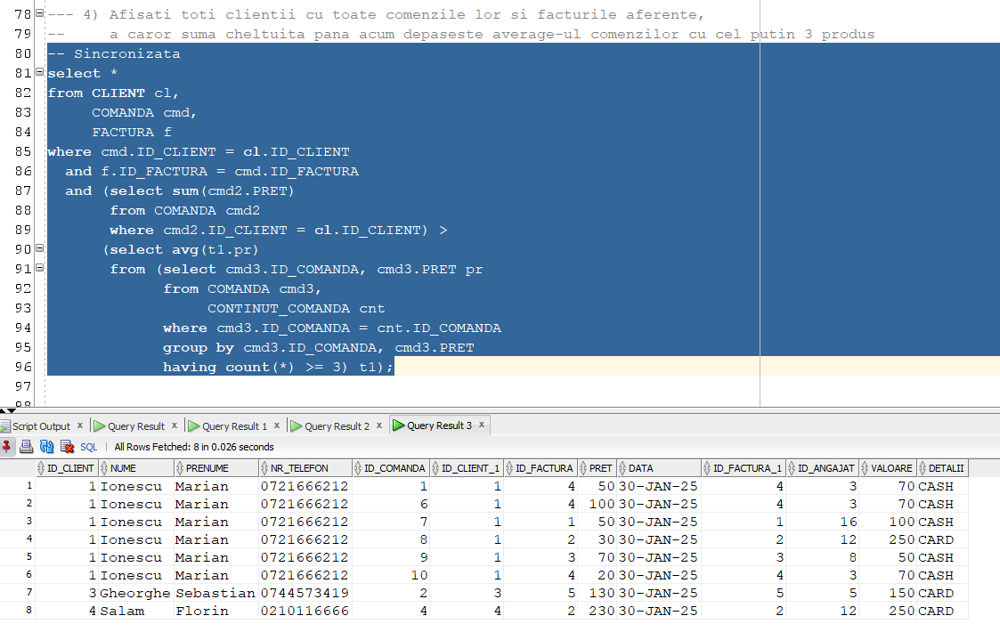 78 --- 4) Afisati toti clientii cu toate comenzile lor si facturile aferente,
79 --     a caror suma cheltuita pana acum depaseste average-ul comenzilor cu cel putin 3 produs
80 -- Sincronizata
81 select *
82 from CLIENT cl,
83      COMANDA cmd,
84      FACTURA f
85 where cmd.ID_CLIENT = cl.ID_CLIENT
86   and f.ID_FACTURA = cmd.ID_FACTURA
87   and (select sum(cmd2.PRET)
88        from COMANDA cmd2
89        where cmd2.ID_CLIENT = cl.ID_CLIENT) >
90       (select avg(t1.pr)
91        from (select cmd3.ID_COMANDA, cmd3.PRET pr
92              from COMANDA cmd3,
93                   CONTINUT_COMANDA cnt
94              where cmd3.ID_COMANDA = cnt.ID_COMANDA
95              group by cmd3.ID_COMANDA, cmd3.PRET
96              having count(*) >= 3) t1);
97
98
Script Output x Query Result x Query Result 1 x Query Result 2 x Query Result 3 x
SQL | All Rows Fetched: 8 in 0.026 seconds
ID_CLIENT NUME PRENUME NR_TELEFON ID_COMANDA ID_CLIENT_1 ID_FACTURA PRET DATA ID_FACTURA_1 ID_ANGAJAT VALOARE DETALII
1 1 Ionescu Marian 0721666212 1 1 4 50 30-JAN-25 4 3 70 CASH
2 1 Ionescu Marian 0721666212 6 1 4 100 30-JAN-25 4 3 70 CASH
3 1 Ionescu Marian 0721666212 7 1 1 50 30-JAN-25 1 16 100 CASH
4 1 Ionescu Marian 0721666212 8 1 2 30 30-JAN-25 2 12 250 CARD
5 1 Ionescu Marian 0721666212 9 1 3 70 30-JAN-25 3 8 50 CASH
6 1 Ionescu Marian 0721666212 10 1 4 20 30-JAN-25 4 3 70 CASH
7 3 Gheorghe Sebastian 0744573419 2 3 5 130 30-JAN-25 5 5 150 CARD
8 4 Salam Florin 0210116666 4 4 2 230 30-JAN-25 2 12 250 CARD